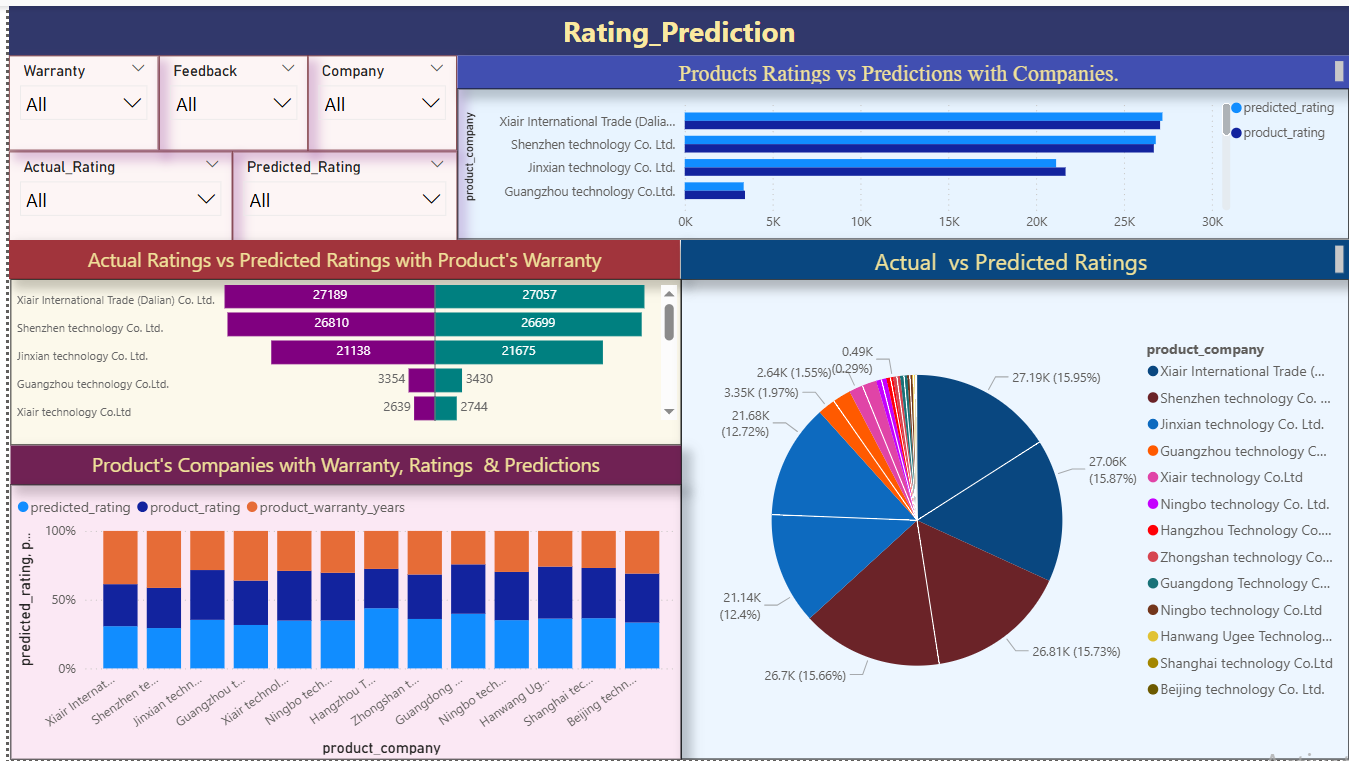 Rating_Prediction
Warranty
All
Feedback
All
Company
All
Actual_Rating
All
Predicted_Rating
All
Products Ratings vs Predictions with Companies.
product_company
Xiair International Trade (Dalia...
Shenzhen technology Co. Ltd.
Jinxian technology Co. Ltd.
Guangzhou technology Co.Ltd.
0K 5K 10K 15K 20K 25K 30K
predicted_rating
product_rating
Actual Ratings vs Predicted Ratings with Product's Warranty
Xiair International Trade (Dalian) Co. Ltd. 27189 27057
Shenzhen technology Co. Ltd. 26810 26699
Jinxian technology Co. Ltd. 21138 21675
Guangzhou technology Co.Ltd. 3354 3430
Xiair technology Co.Ltd 2639 2744
Product's Companies with Warranty, Ratings & Predictions
predicted_rating product_rating product_warranty_years
predicted_rating, p...
100%
50%
0%
Xiair Internat...
Shenzhen te...
Jinxian techn...
Guangzhou t...
Xiair technol...
Ningbo tech...
Hangzhou T...
Zhongshan t...
Guangdong ...
Ningbo tech...
Hanwang Ug...
Shanghai tec...
Beijing techn...
product_company
Actual vs Predicted Ratings
0.49K
(0.29%)
2.64K (1.55%)
3.35K (1.97%)
21.68K
(12.72%)
21.14K
(12.4%)
26.7K (15.66%)
26.81K (15.73%)
27.06K
(15.87%)
27.19K (15.95%)
product_company
Xiair International Trade (...
Shenzhen technology Co. ...
Jinxian technology Co. Ltd.
Guangzhou technology C...
Xiair technology Co.Ltd
Ningbo technology Co. Ltd.
Hangzhou Technology Co....
Zhongshan technology Co...
Guangdong Technology C...
Ningbo technology Co.Ltd
Hanwang Ugee Technolog...
Shanghai technology Co.Ltd
Beijing technology Co. Ltd.